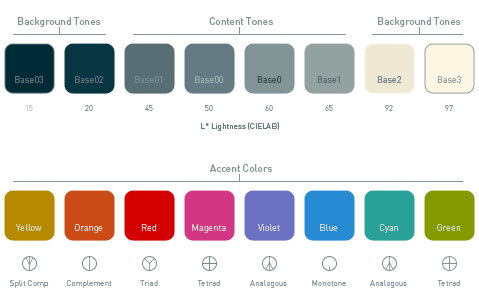 Background Tones Content Tones Background Tones
Base03 Base02 Base01 Base00 Base0 Base1 Base2 Base3
15 20 45 50 60 65 92 97
L* Lightness (CIELAB)
Accent Colors
Yellow Orange Red Magenta Violet Blue Cyan Green
Split Comp Complement Triad Tetrad Analogous Monotone Analogous Tetrad